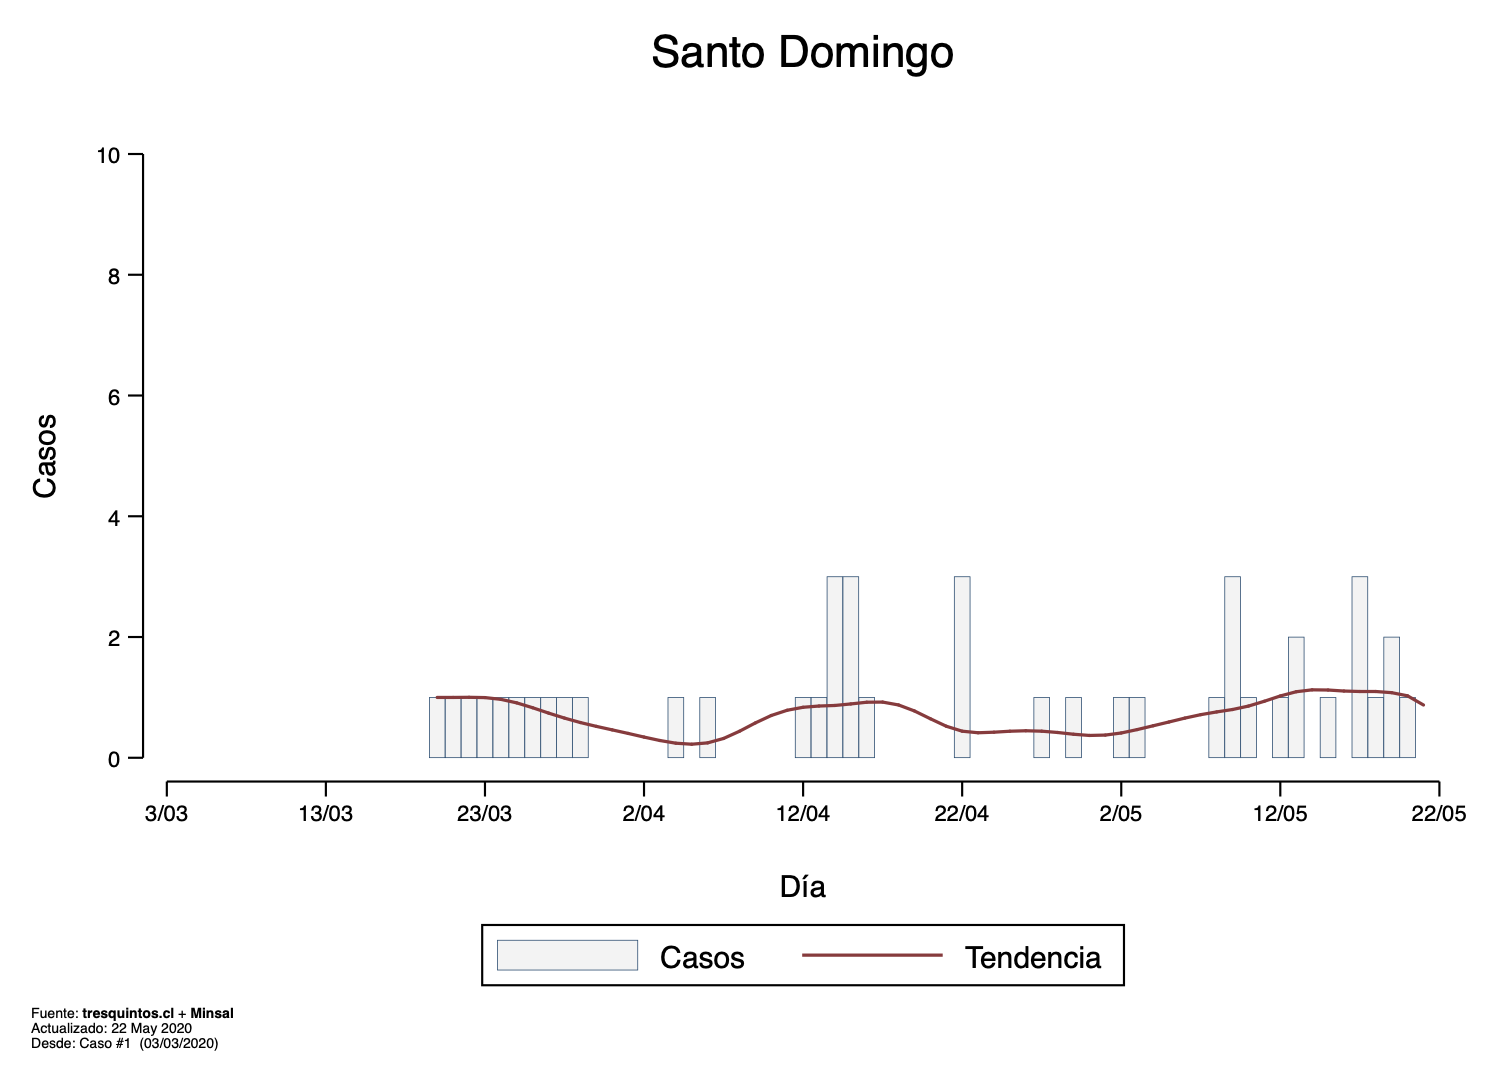 Santo Domingo
10
8
6
4
2
0
Casos
3/03 13/03 23/03 2/04 12/04 22/04 2/05 12/05 22/05
Día
Casos Tendencia
Fuente: tresquintos.cl + Minsal
Actualizado: 22 May 2020
Desde: Caso #1 (03/03/2020)